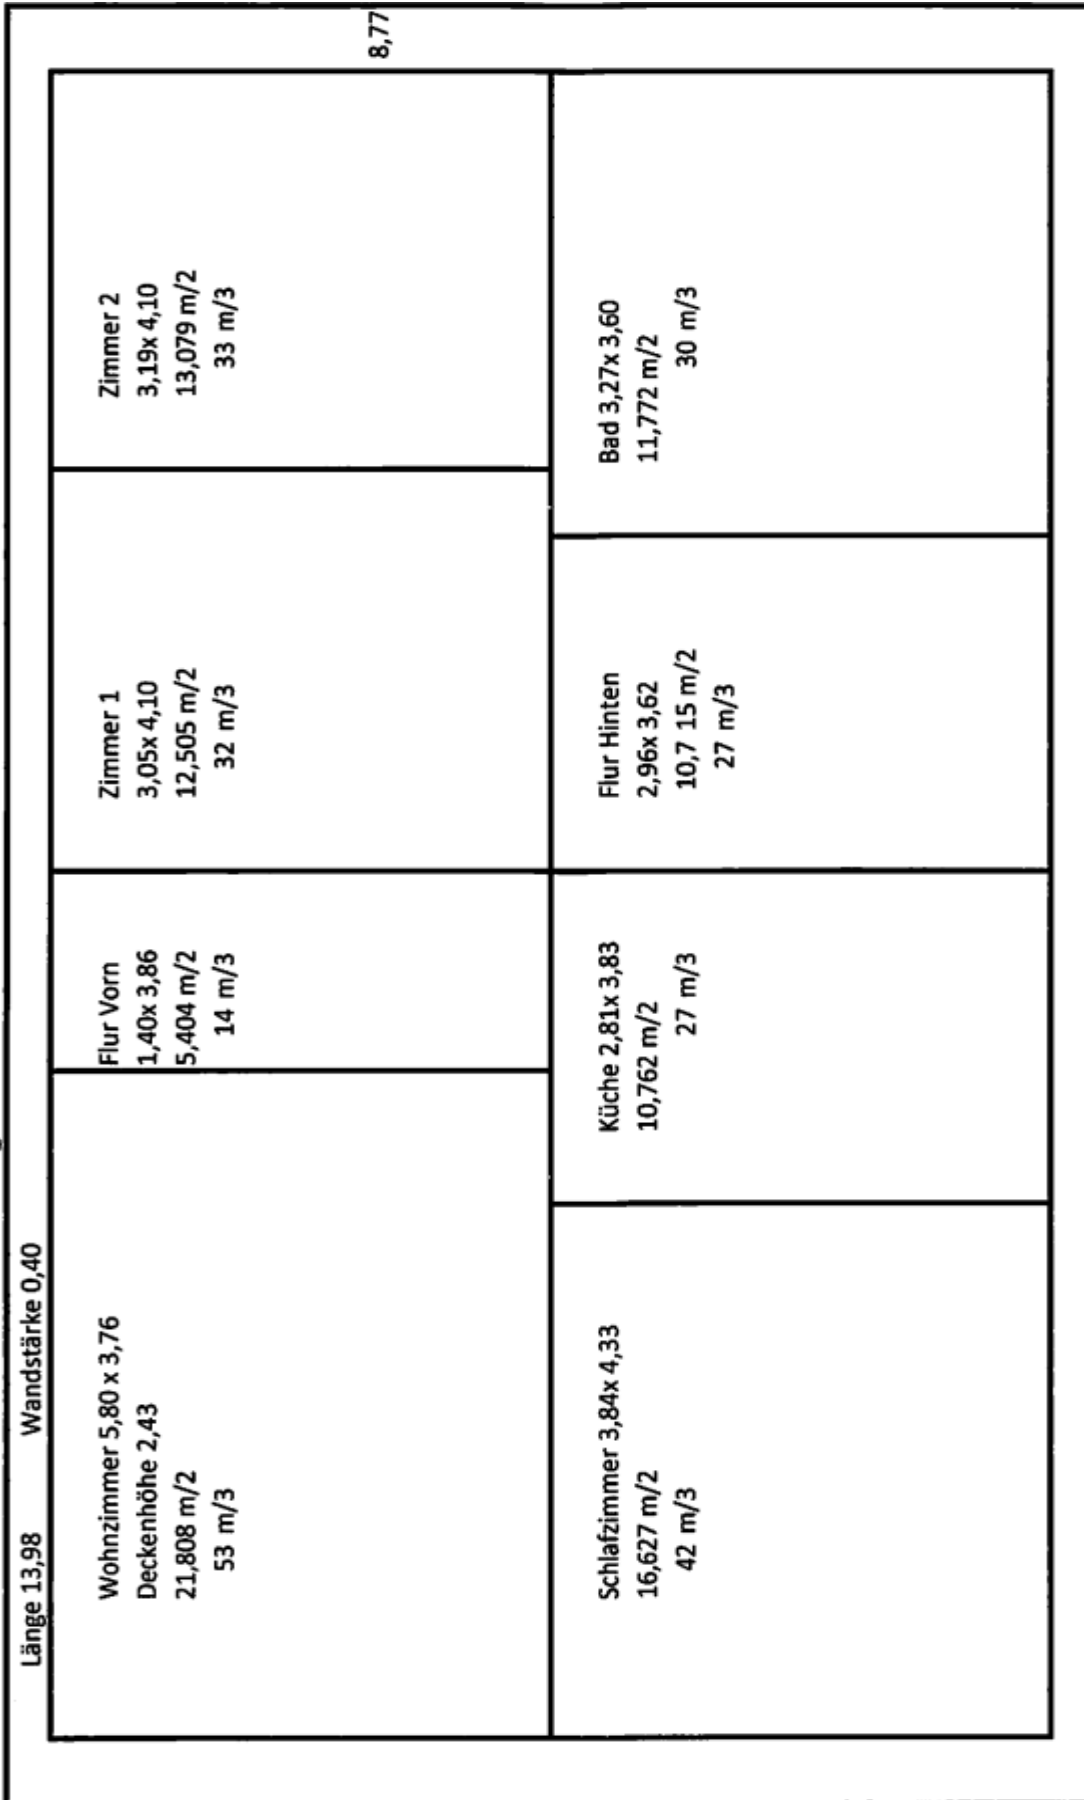 Länge 13,98 Wandstärke 0,40
8,77
Wohnzimmer 5,80 x 3,76
Deckenhöhe 2,43
21,808 m/2
53 m/3
Flur Vorn
1,40x 3,86
5,404 m/2
14 m/3
Zimmer 1
3,05x 4,10
12,505 m/2
32 m/3
Zimmer 2
3,19x 4,10
13,079 m/2
33 m/3
Schlafzimmer 3,84x 4,33
16,627 m/2
42 m/3
Küche 2,81x 3,83
10,762 m/2
27 m/3
Flur Hinten
2,96x 3,62
10,7 15 m/2
27 m/3
Bad 3,27x 3,60
11,772 m/2
30 m/3